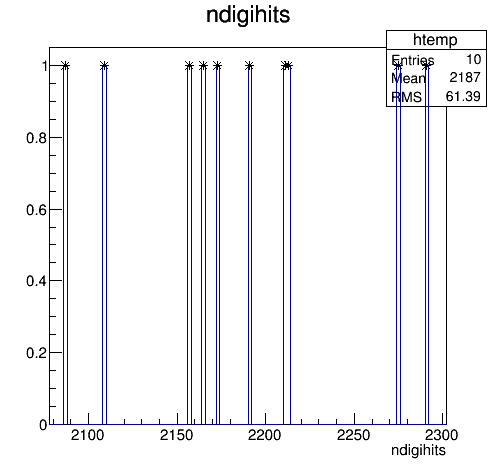 ndigihits
htemp
Entries 10
Mean 2187
RMS 61.39
1
0.8
0.6
0.4
0.2
0
2100 2150 2200 2250 2300
ndigihits